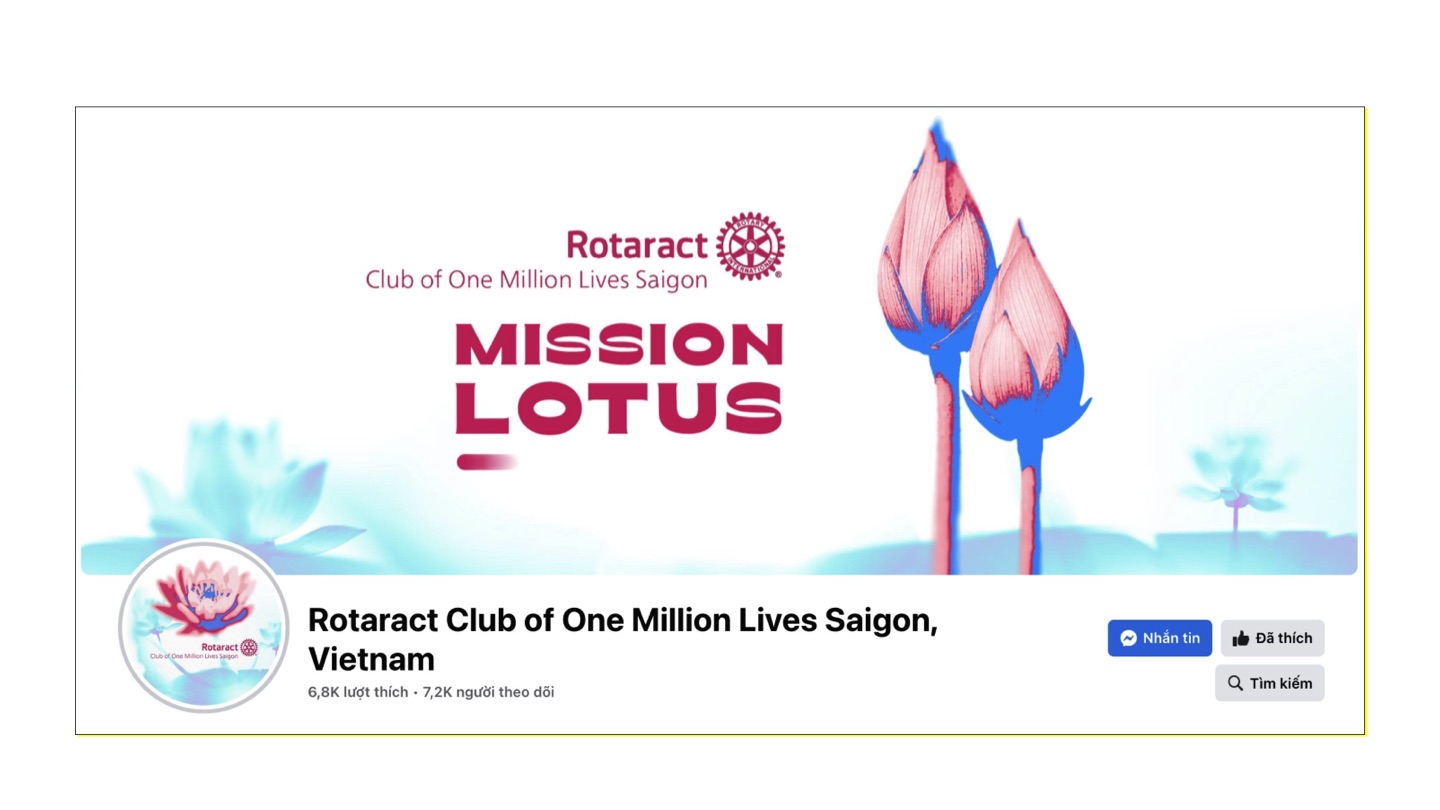 Rotaract
Club of One Million Lives Saigon
ROTARY
INTERNATIONAL
®
MISSION
LOTUS
Rotaract
Club of One Million Lives Saigon
Rotaract Club of One Million Lives Saigon,
Vietnam
6,8K lượt thích • 7,2K người theo dõi
Nhắn tin
Đã thích
Tìm kiếm